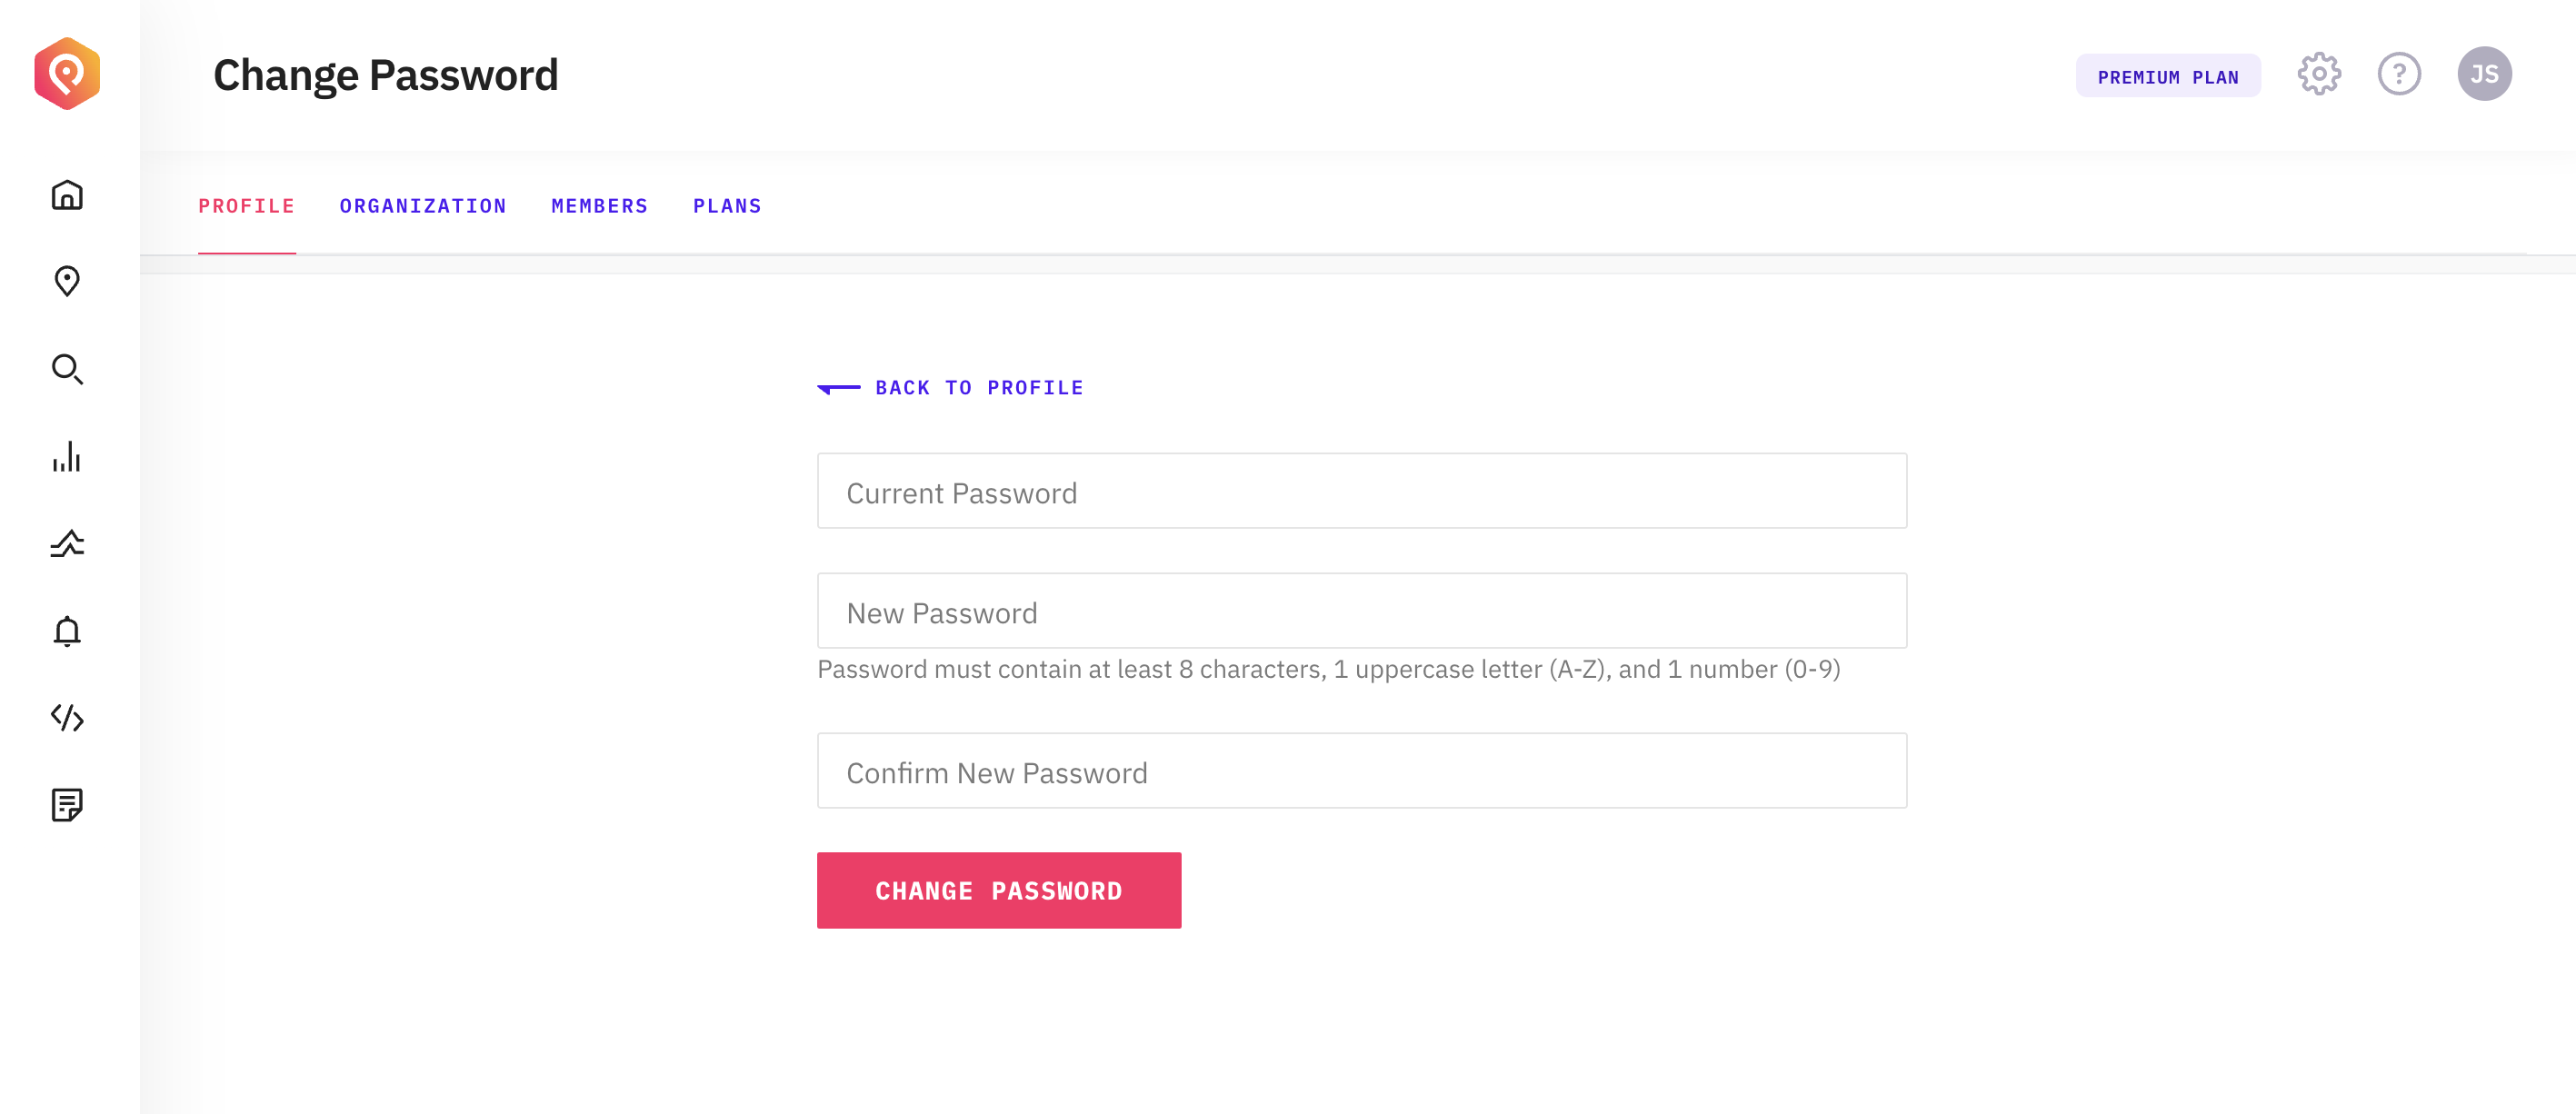 Change Password
PREMIUM PLAN
?
JS
PROFILE ORGANIZATION MEMBERS PLANS
BACK TO PROFILE
Current Password
New Password
Password must contain at least 8 characters, 1 uppercase letter (A-Z), and 1 number (0-9)
Confirm New Password
CHANGE PASSWORD